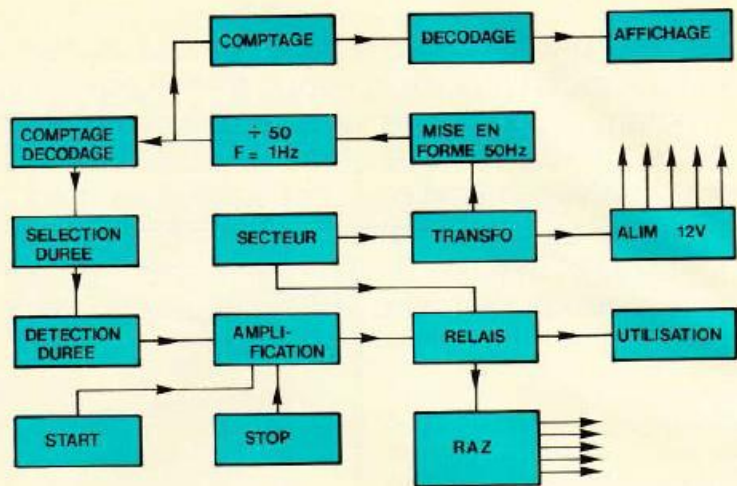 COMPTAGE
DECODAGE
AFFICHAGE
COMPTAGE
DECODAGE
÷ 50
F = 1Hz
MISE EN
FORME 50Hz
SELECTION
DUREE
SECTEUR
TRANSFO
ALIM 12V
DETECTION
DUREE
AMPLI-
FICATION
RELAIS
UTILISATION
START
STOP
RAZ